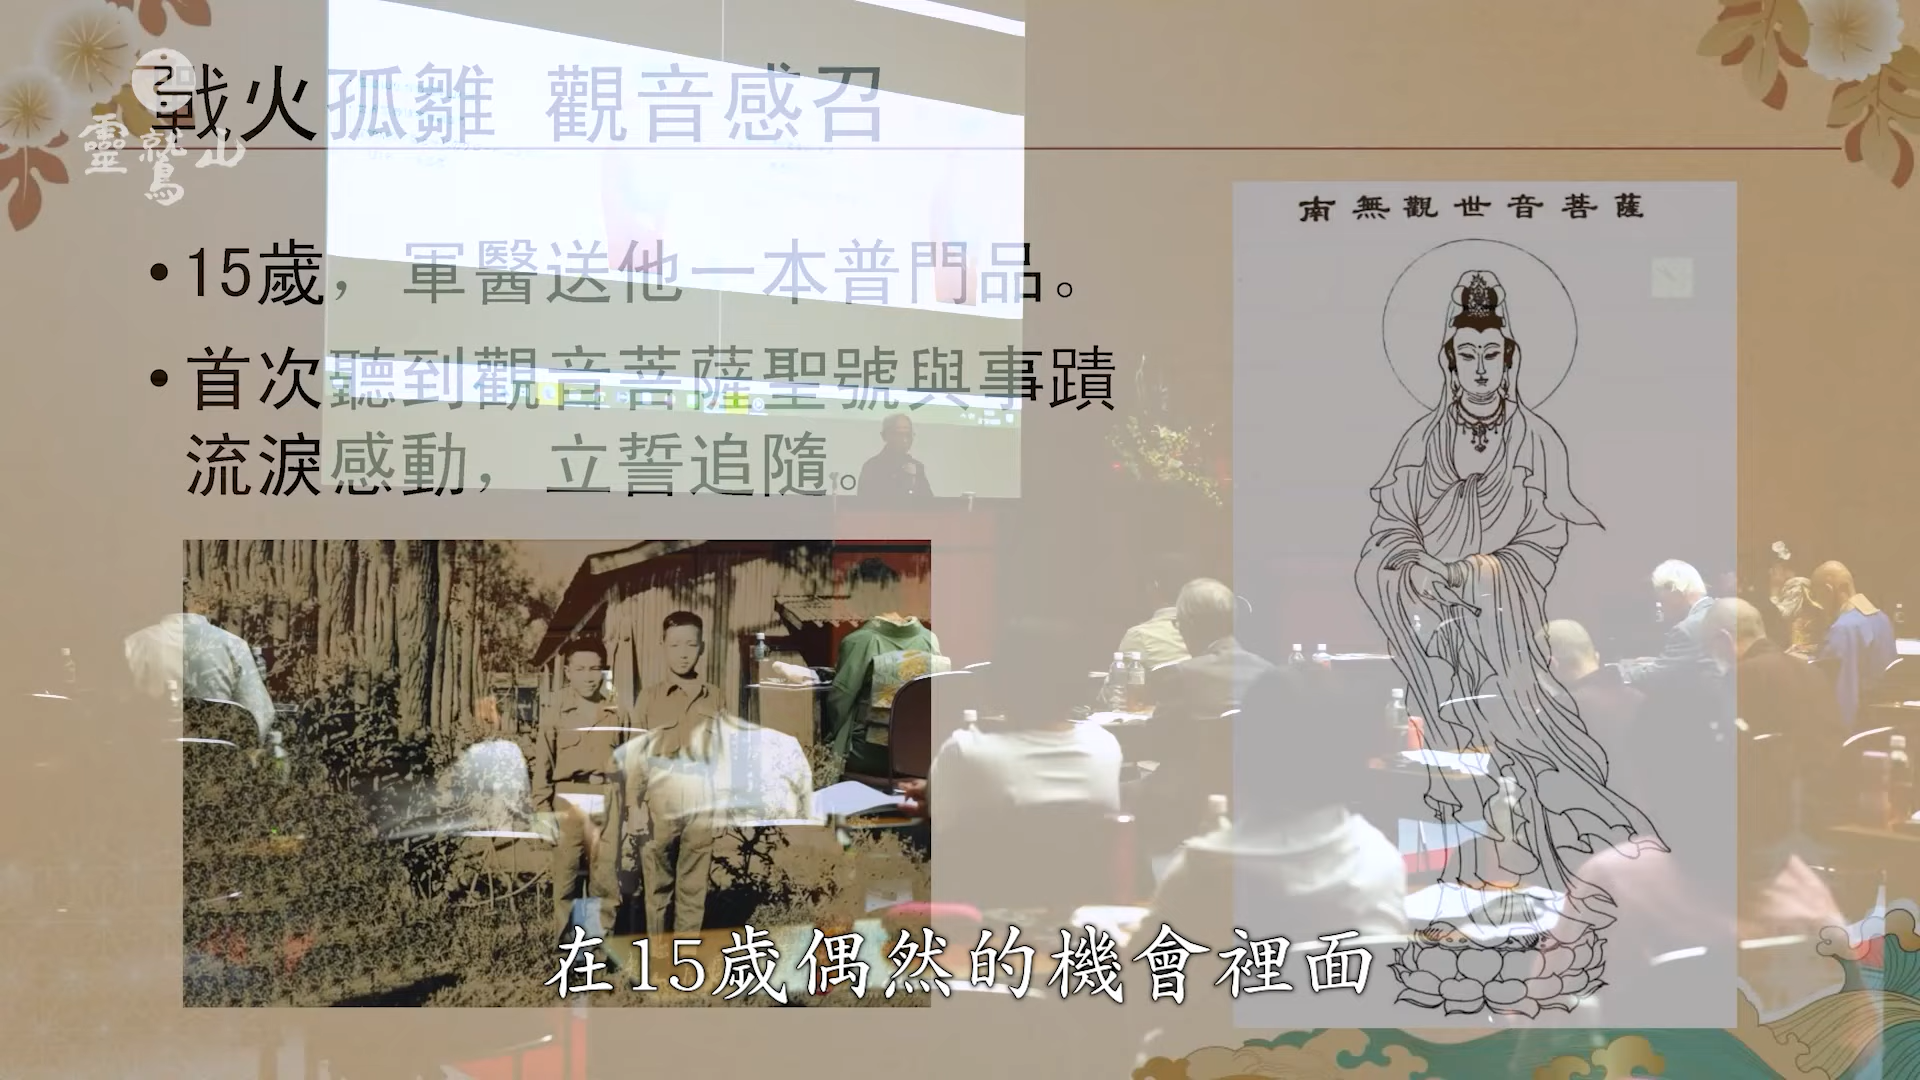 戰火孤雛 觀音感召
靈鷲山
南無觀世音菩薩
•15歲，軍醫送他一本普門品。
•首次聽到觀音菩薩聖號與事蹟
流淚感動，立誓追隨。
在15歲偶然的機會裡面